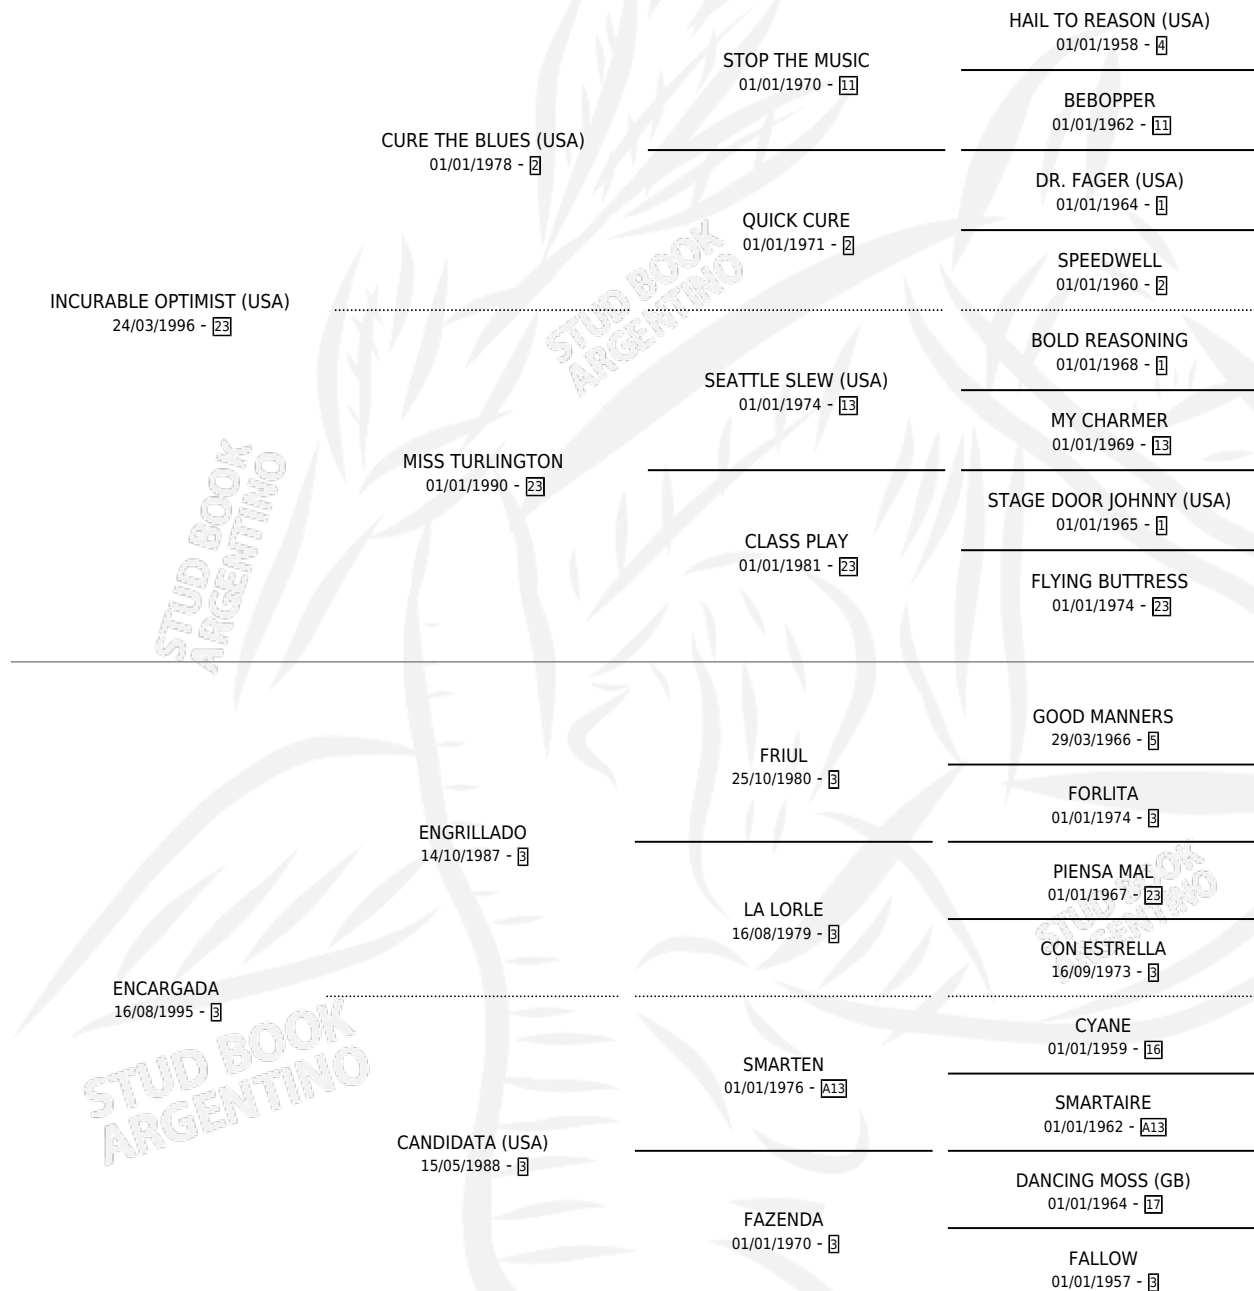 HAIL TO REASON (USA)
01/01/1958 - 4
STOP THE MUSIC
01/01/1970 - 11
BEBOPPER
01/01/1962 - 11
CURE THE BLUES (USA)
01/01/1978 - 2
DR. FAGER (USA)
01/01/1964 - 1
QUICK CURE
01/01/1971 - 2
SPEEDWELL
01/01/1960 - 2
INCURABLE OPTIMIST (USA)
24/03/1996 - 23
BOLD REASONING
01/01/1968 - 1
SEATTLE SLEW (USA)
01/01/1974 - 13
MY CHARMER
01/01/1969 - 13
MISS TURLINGTON
01/01/1990 - 23
STAGE DOOR JOHNNY (USA)
01/01/1965 - 1
CLASS PLAY
01/01/1981 - 23
FLYING BUTTRESS
01/01/1974 - 23
GOOD MANNERS
29/03/1966 - 5
FRIUL
25/10/1980 - 3
FORLITA
01/01/1974 - 3
ENGRILLADO
14/10/1987 - 3
PIENSA MAL
01/01/1967 - 23
LA LORLE
16/08/1979 - 3
CON ESTRELLA
16/09/1973 - 3
ENCARGADA
16/08/1995 - 3
CYANE
01/01/1959 - 16
SMARTEN
01/01/1976 - A13
SMARTAIRE
01/01/1962 - A13
CANDIDATA (USA)
15/05/1988 - 3
DANCING MOSS (GB)
01/01/1964 - 17
FAZENDA
01/01/1970 - 3
FALLOW
01/01/1957 - 3
STUD BOOK
ARGENTINO
STUD BOOK
ARGENTINO
STUD BOOK
ARGENTINO
STUD BOOK
ARGENTINO